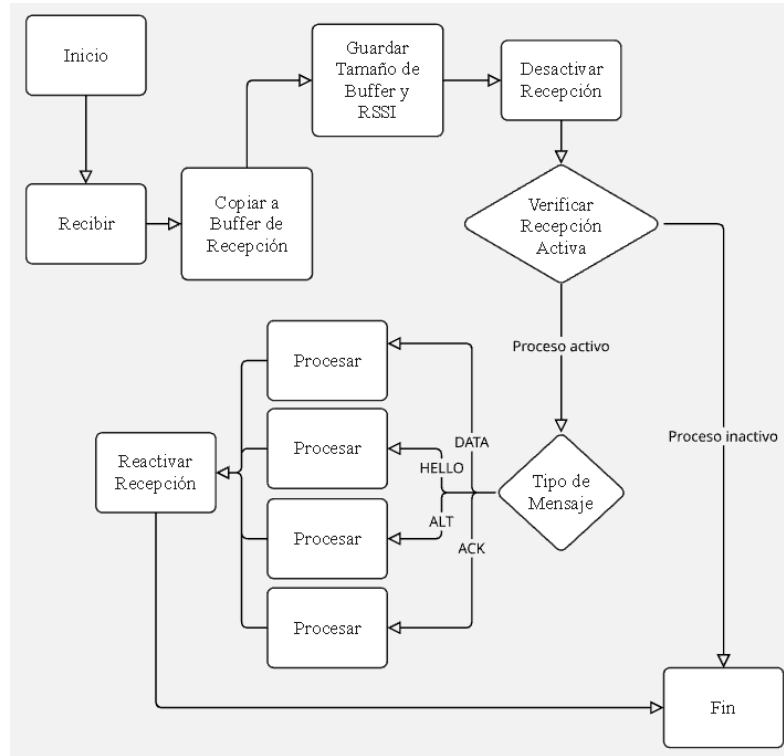 Inicio
Guardar
Tamaño de
Buffer y
RSSI
Desactivar
Recepción
Recibir
Copiar a
Buffer de
Recepción
Verificar
Recepción
Activa
Proceso activo
Proceso inactivo
Procesar
DATA
Procesar
HELLO
Reactivar
Recepción
Tipo de
Mensaje
ALT
Procesar
ACK
Procesar
Fin